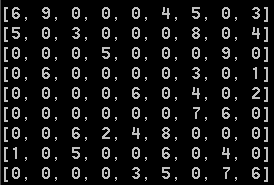 [6, 9, 0, 0, 0, 4, 5, 0, 3]
[5, 0, 3, 0, 0, 0, 8, 0, 4]
[0, 0, 0, 5, 0, 0, 0, 9, 0]
[0, 6, 0, 0, 0, 0, 3, 0, 1]
[0, 0, 0, 0, 6, 0, 4, 0, 2]
[0, 0, 0, 0, 0, 0, 7, 6, 0]
[0, 0, 6, 2, 4, 8, 0, 0, 0]
[1, 0, 5, 0, 0, 6, 0, 4, 0]
[0, 0, 0, 0, 3, 5, 0, 7, 6]